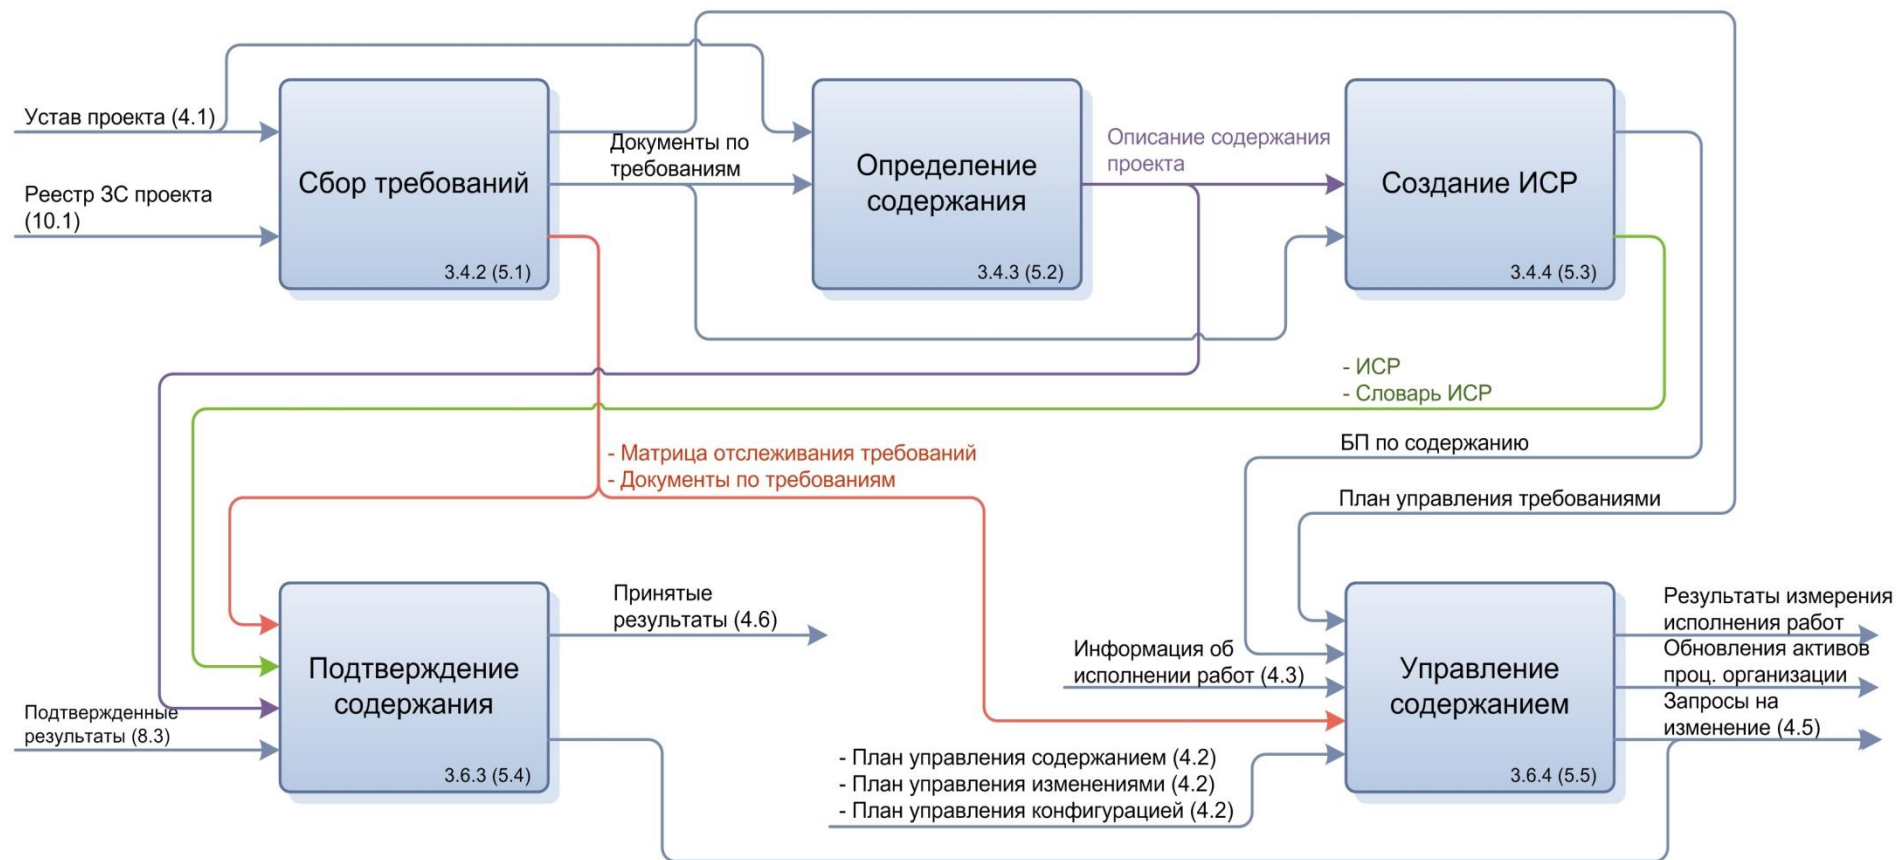 Устав проекта (4.1)
Реестр ЗС проекта
(10.1)
Сбор требований
3.4.2 (5.1)
Документы по
требованиям
Определение
содержания
3.4.3 (5.2)
Описание содержания
проекта
Создание ИСР
3.4.4 (5.3)
- ИСР
- Словарь ИСР
- Матрица отслеживания требований
- Документы по требованиям
БП по содержанию
План управления требованиями
Подтвержденные
результаты (8.3)
Подтверждение
содержания
3.6.3 (5.4)
Принятые
результаты (4.6)
Информация об
исполнении работ (4.3)
- План управления содержанием (4.2)
- План управления изменениями (4.2)
- План управления конфигурацией (4.2)
Управление
содержанием
3.6.4 (5.5)
Результаты измерения
исполнения работ
Обновления активов
проц. организации
Запросы на
изменение (4.5)